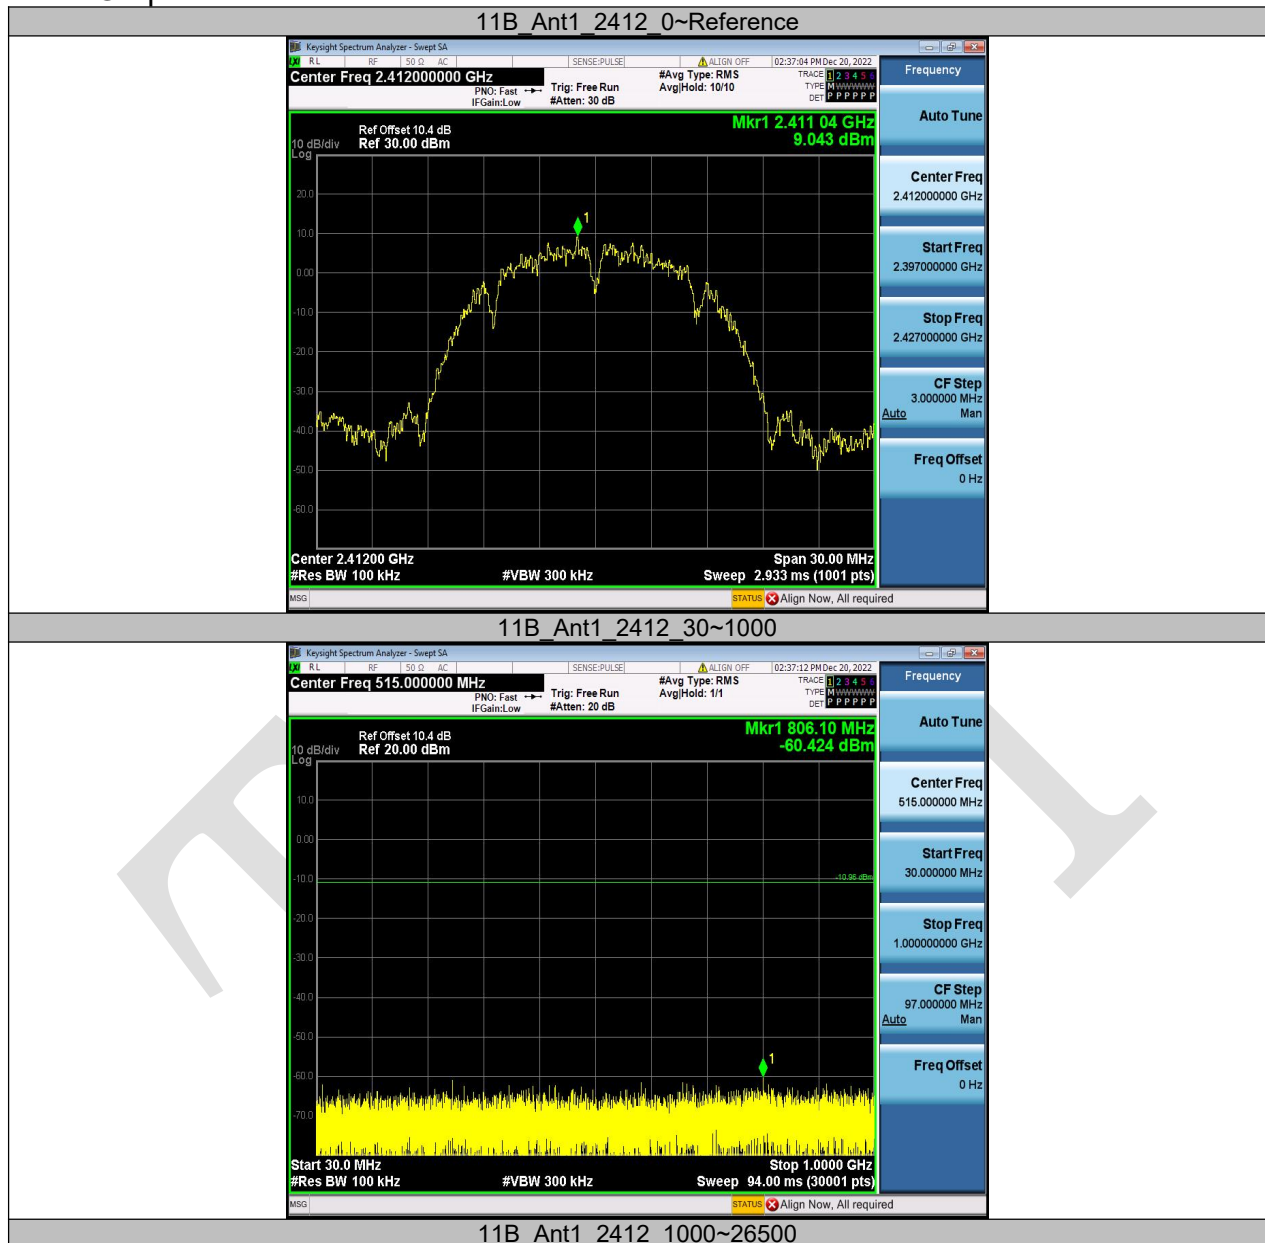 11B_Ant1_2412_0~Reference
Keysight Spectrum Analyzer - Swept SA
LXI RL RF 50 Ω AC SENSE:PULSE ALIGN OFF 02:37:04 PM Dec 20, 2022
Center Freq 2.412000000 GHz
PNO: Fast
IFGain:Low
Trig: Free Run
#Atten: 30 dB
#Avg Type: RMS
Avg|Hold: 10/10
TRACE 1 2 3 4 5 6
TYPE M WWWWW
DET P P P P P P
Frequency
Mkr1 2.411 04 GHz
9.043 dBm
Ref Offset 10.4 dB
10 dB/div Ref 30.00 dBm
Log
20.0
10.0
0.00
-10.0
-20.0
-30.0
-40.0
-50.0
-60.0
1
Center 2.41200 GHz
Span 30.00 MHz
#Res BW 100 kHz
#VBW 300 kHz
Sweep 2.933 ms (1001 pts)
Auto Tune
Center Freq
2.412000000 GHz
Start Freq
2.397000000 GHz
Stop Freq
2.427000000 GHz
CF Step
3.000000 MHz
Auto Man
Freq Offset
0 Hz
MSG STATUS Align Now, All required
11B_Ant1_2412_30~1000
Keysight Spectrum Analyzer - Swept SA
LXI RL RF 50 Ω AC SENSE:PULSE ALIGN OFF 02:37:12 PM Dec 20, 2022
Center Freq 515.000000 MHz
PNO: Fast
IFGain:Low
Trig: Free Run
#Atten: 20 dB
#Avg Type: RMS
Avg|Hold: 1/1
TRACE 1 2 3 4 5 6
TYPE M WWWWW
DET P P P P P P
Frequency
Mkr1 806.10 MHz
-60.424 dBm
Ref Offset 10.4 dB
10 dB/div Ref 20.00 dBm
Log
10.0
0.00
-10.0
-20.0
-30.0
-40.0
-50.0
-60.0
-70.0
-10.96 dBm
1
Start 30.0 MHz
Stop 1.0000 GHz
#Res BW 100 kHz
#VBW 300 kHz
Sweep 94.00 ms (30001 pts)
Auto Tune
Center Freq
515.000000 MHz
Start Freq
30.000000 MHz
Stop Freq
1.000000000 GHz
CF Step
97.000000 MHz
Auto Man
Freq Offset
0 Hz
MSG STATUS Align Now, All required
11B_Ant1_2412_1000~26500